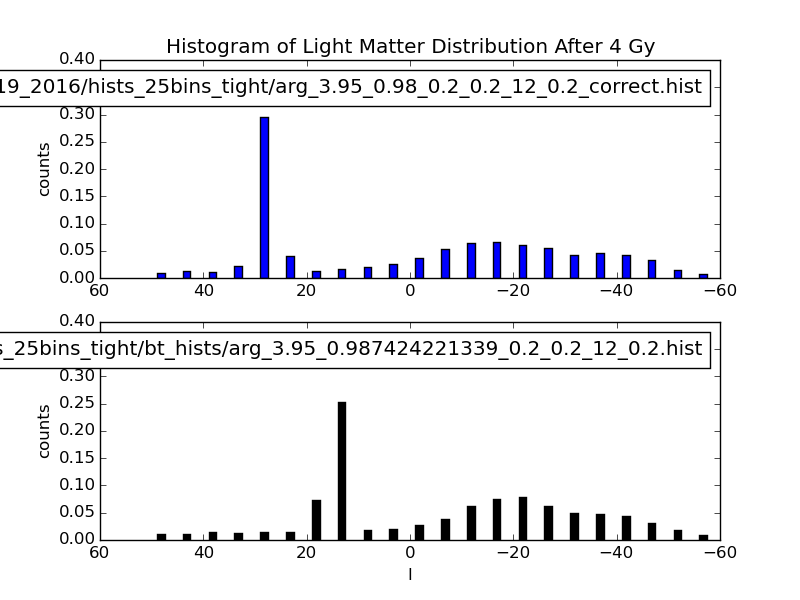 Histogram of Light Matter Distribution After 4 Gy
0.40
19_2016/hists_25bins_tight/arg_3.95_0.98_0.2_0.2_12_0.2_correct.hist
0.30
0.25
0.20
0.15
0.10
0.05
0.00
counts
60 40 20 0 −20 −40 −60
0.40
s_25bins_tight/bt_hists/arg_3.95_0.987424221339_0.2_0.2_12_0.2.hist
0.30
0.25
0.20
0.15
0.10
0.05
0.00
counts
60 40 20 0 −20 −40 −60
l